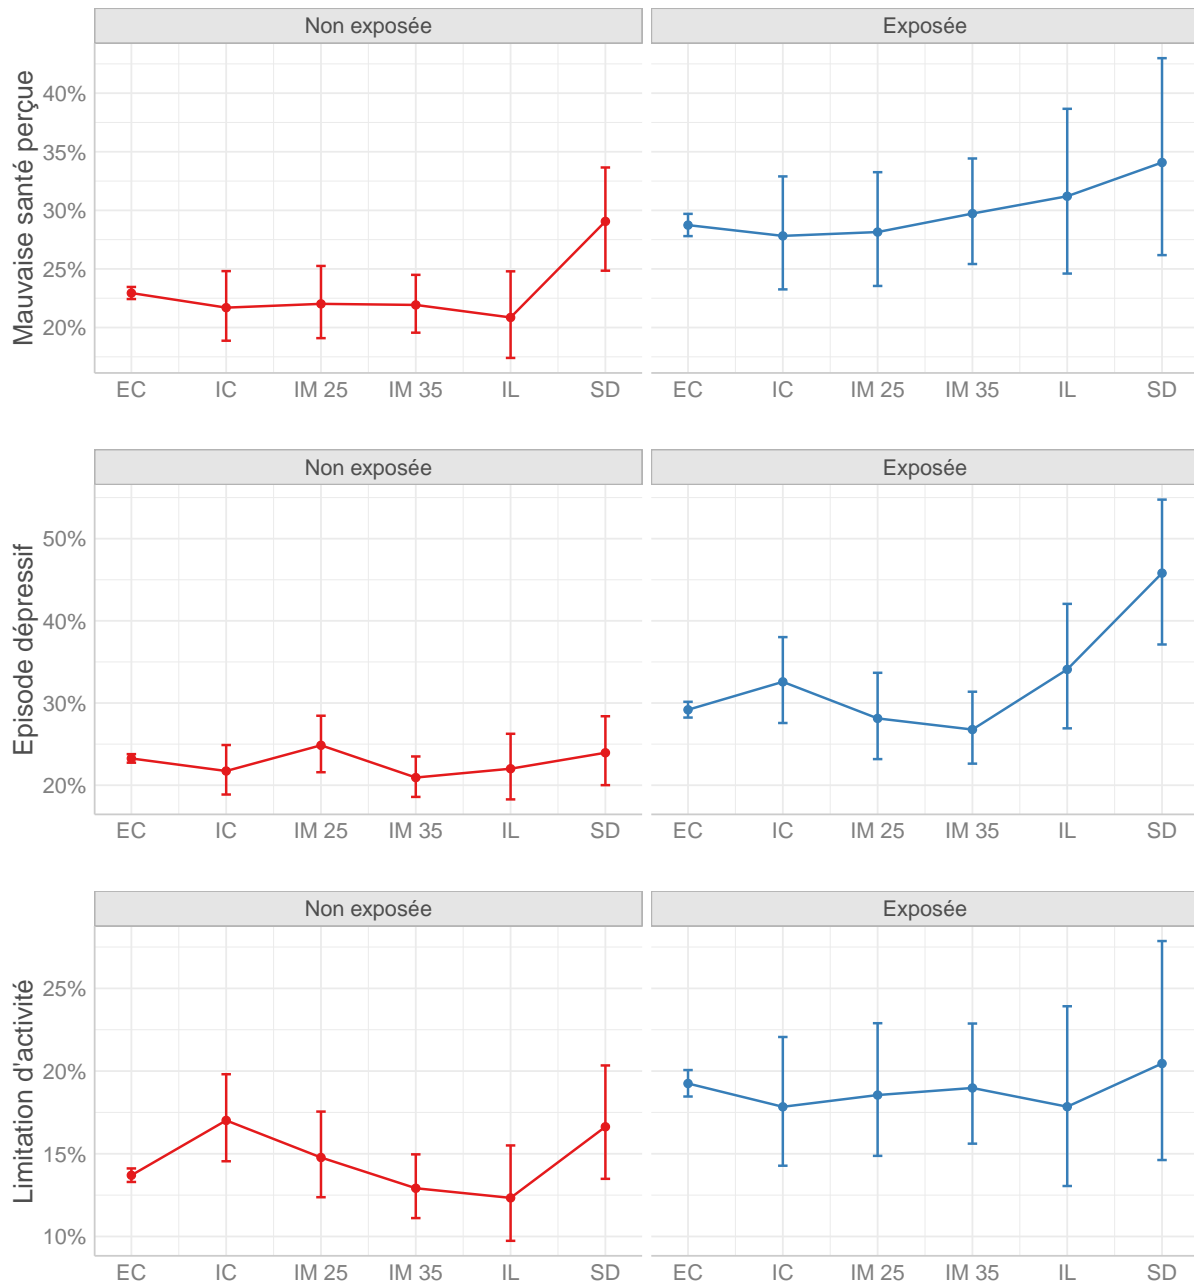 Non exposée
Exposée
Mauvaise santé perçue
40%
35%
30%
25%
20%
EC IC IM 25 IM 35 IL SD
EC IC IM 25 IM 35 IL SD
Non exposée
Exposée
Episode dépressif
50%
40%
30%
20%
EC IC IM 25 IM 35 IL SD
EC IC IM 25 IM 35 IL SD
Non exposée
Exposée
Limitation d'activité
25%
20%
15%
10%
EC IC IM 25 IM 35 IL SD
EC IC IM 25 IM 35 IL SD